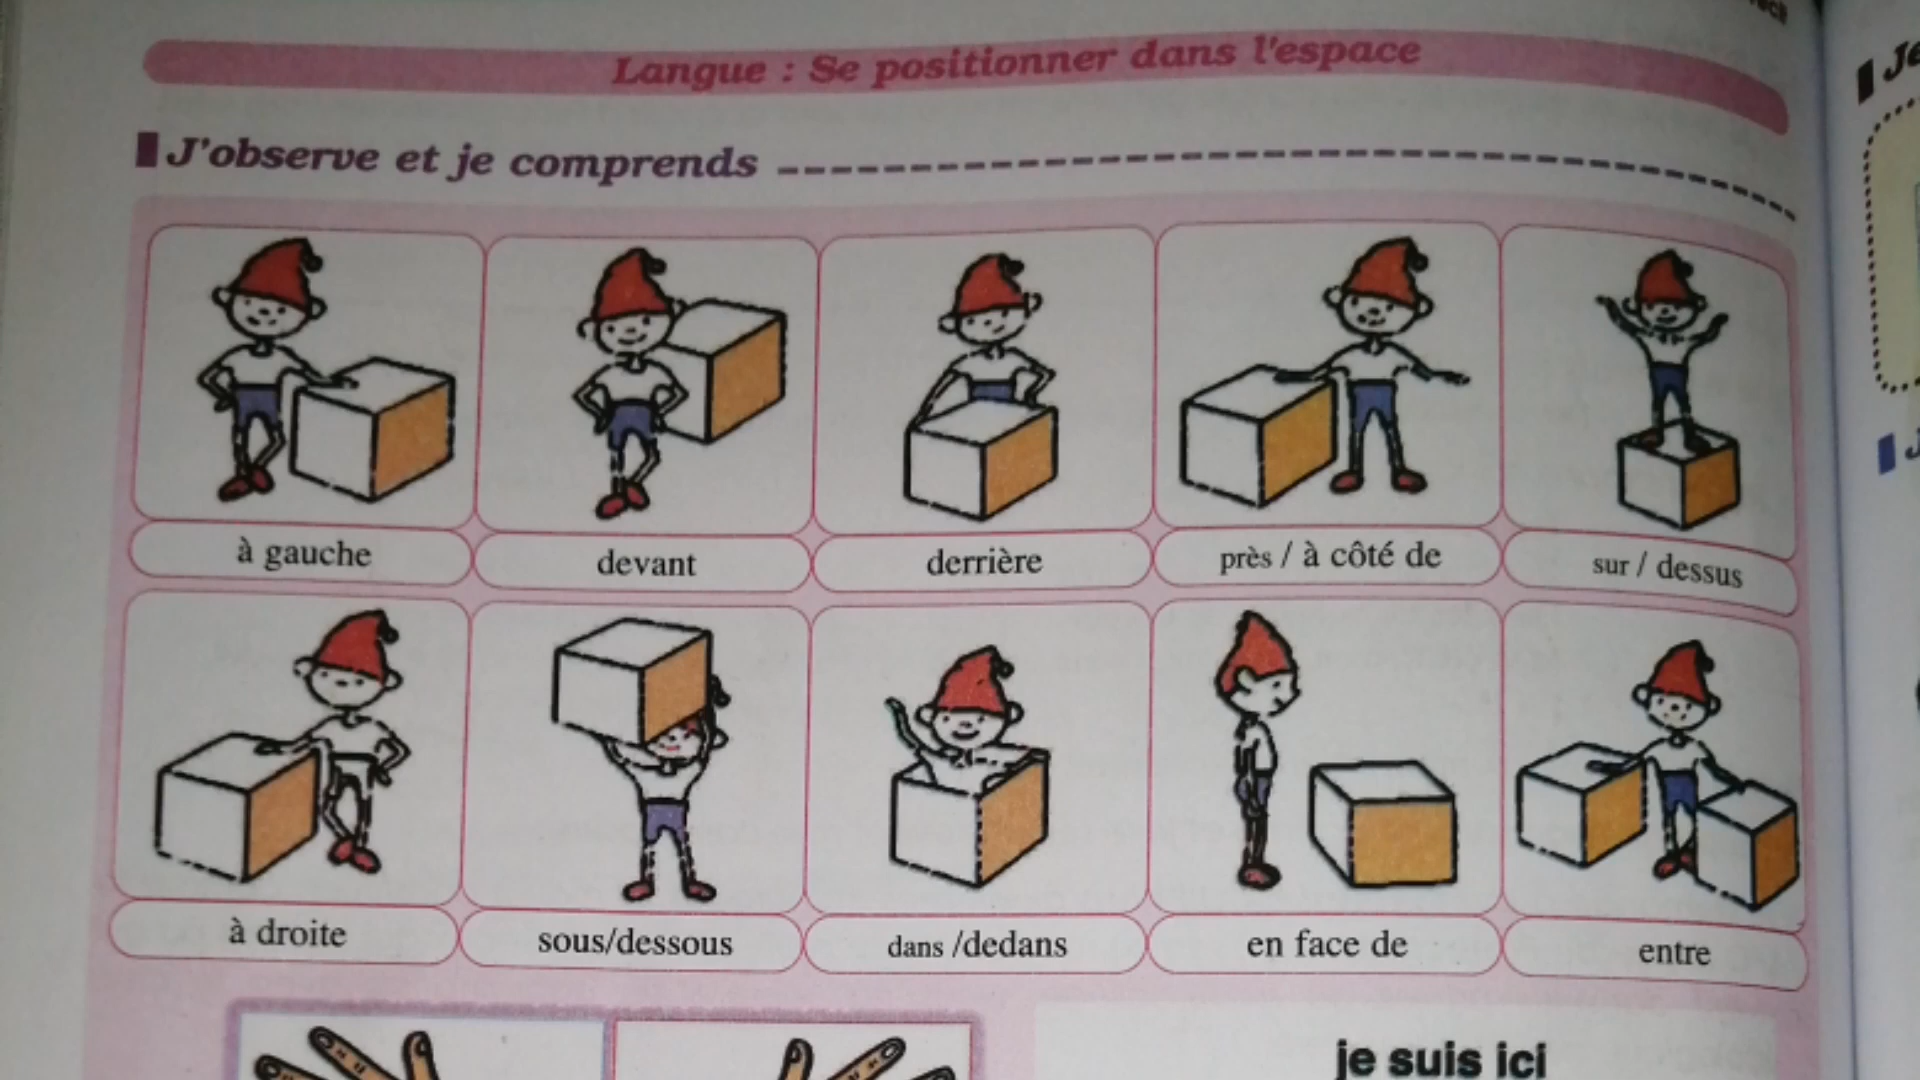 Langue : Se positionner dans l'espace
J'observe et je comprends
à gauche
devant
derrière
près / à côté de
sur / dessus
à droite
sous/dessous
dans /dedans
en face de
entre
je suis ici